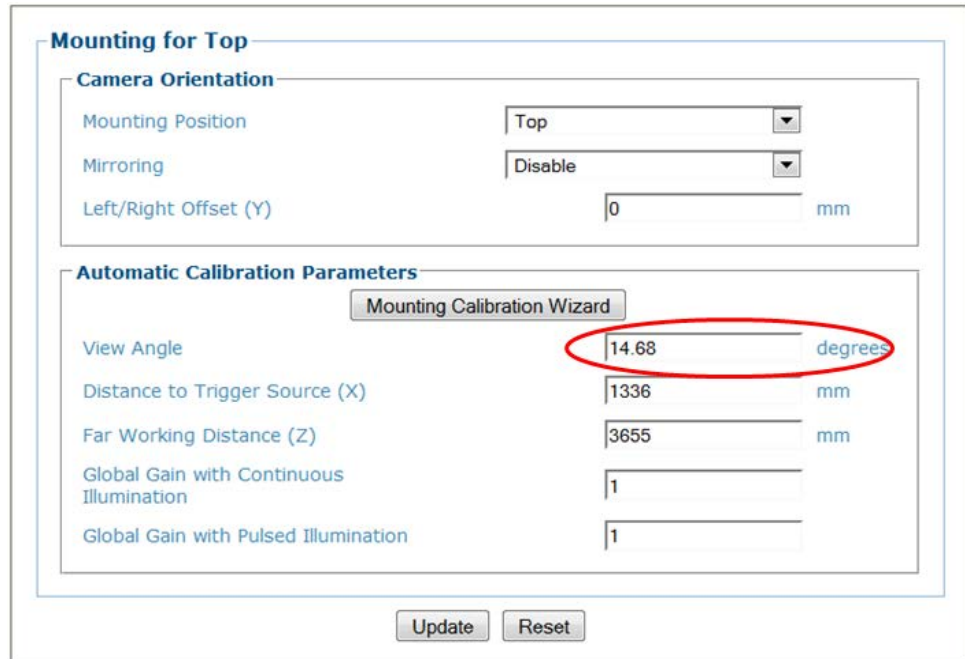 Mounting for Top
Camera Orientation
Mounting Position Top
Mirroring Disable
Left/Right Offset (Y) 0 mm
Automatic Calibration Parameters
Mounting Calibration Wizard
View Angle 14.68 degrees
Distance to Trigger Source (X) 1336 mm
Far Working Distance (Z) 3655 mm
Global Gain with Continuous
Illumination 1
Global Gain with Pulsed Illumination 1
Update Reset